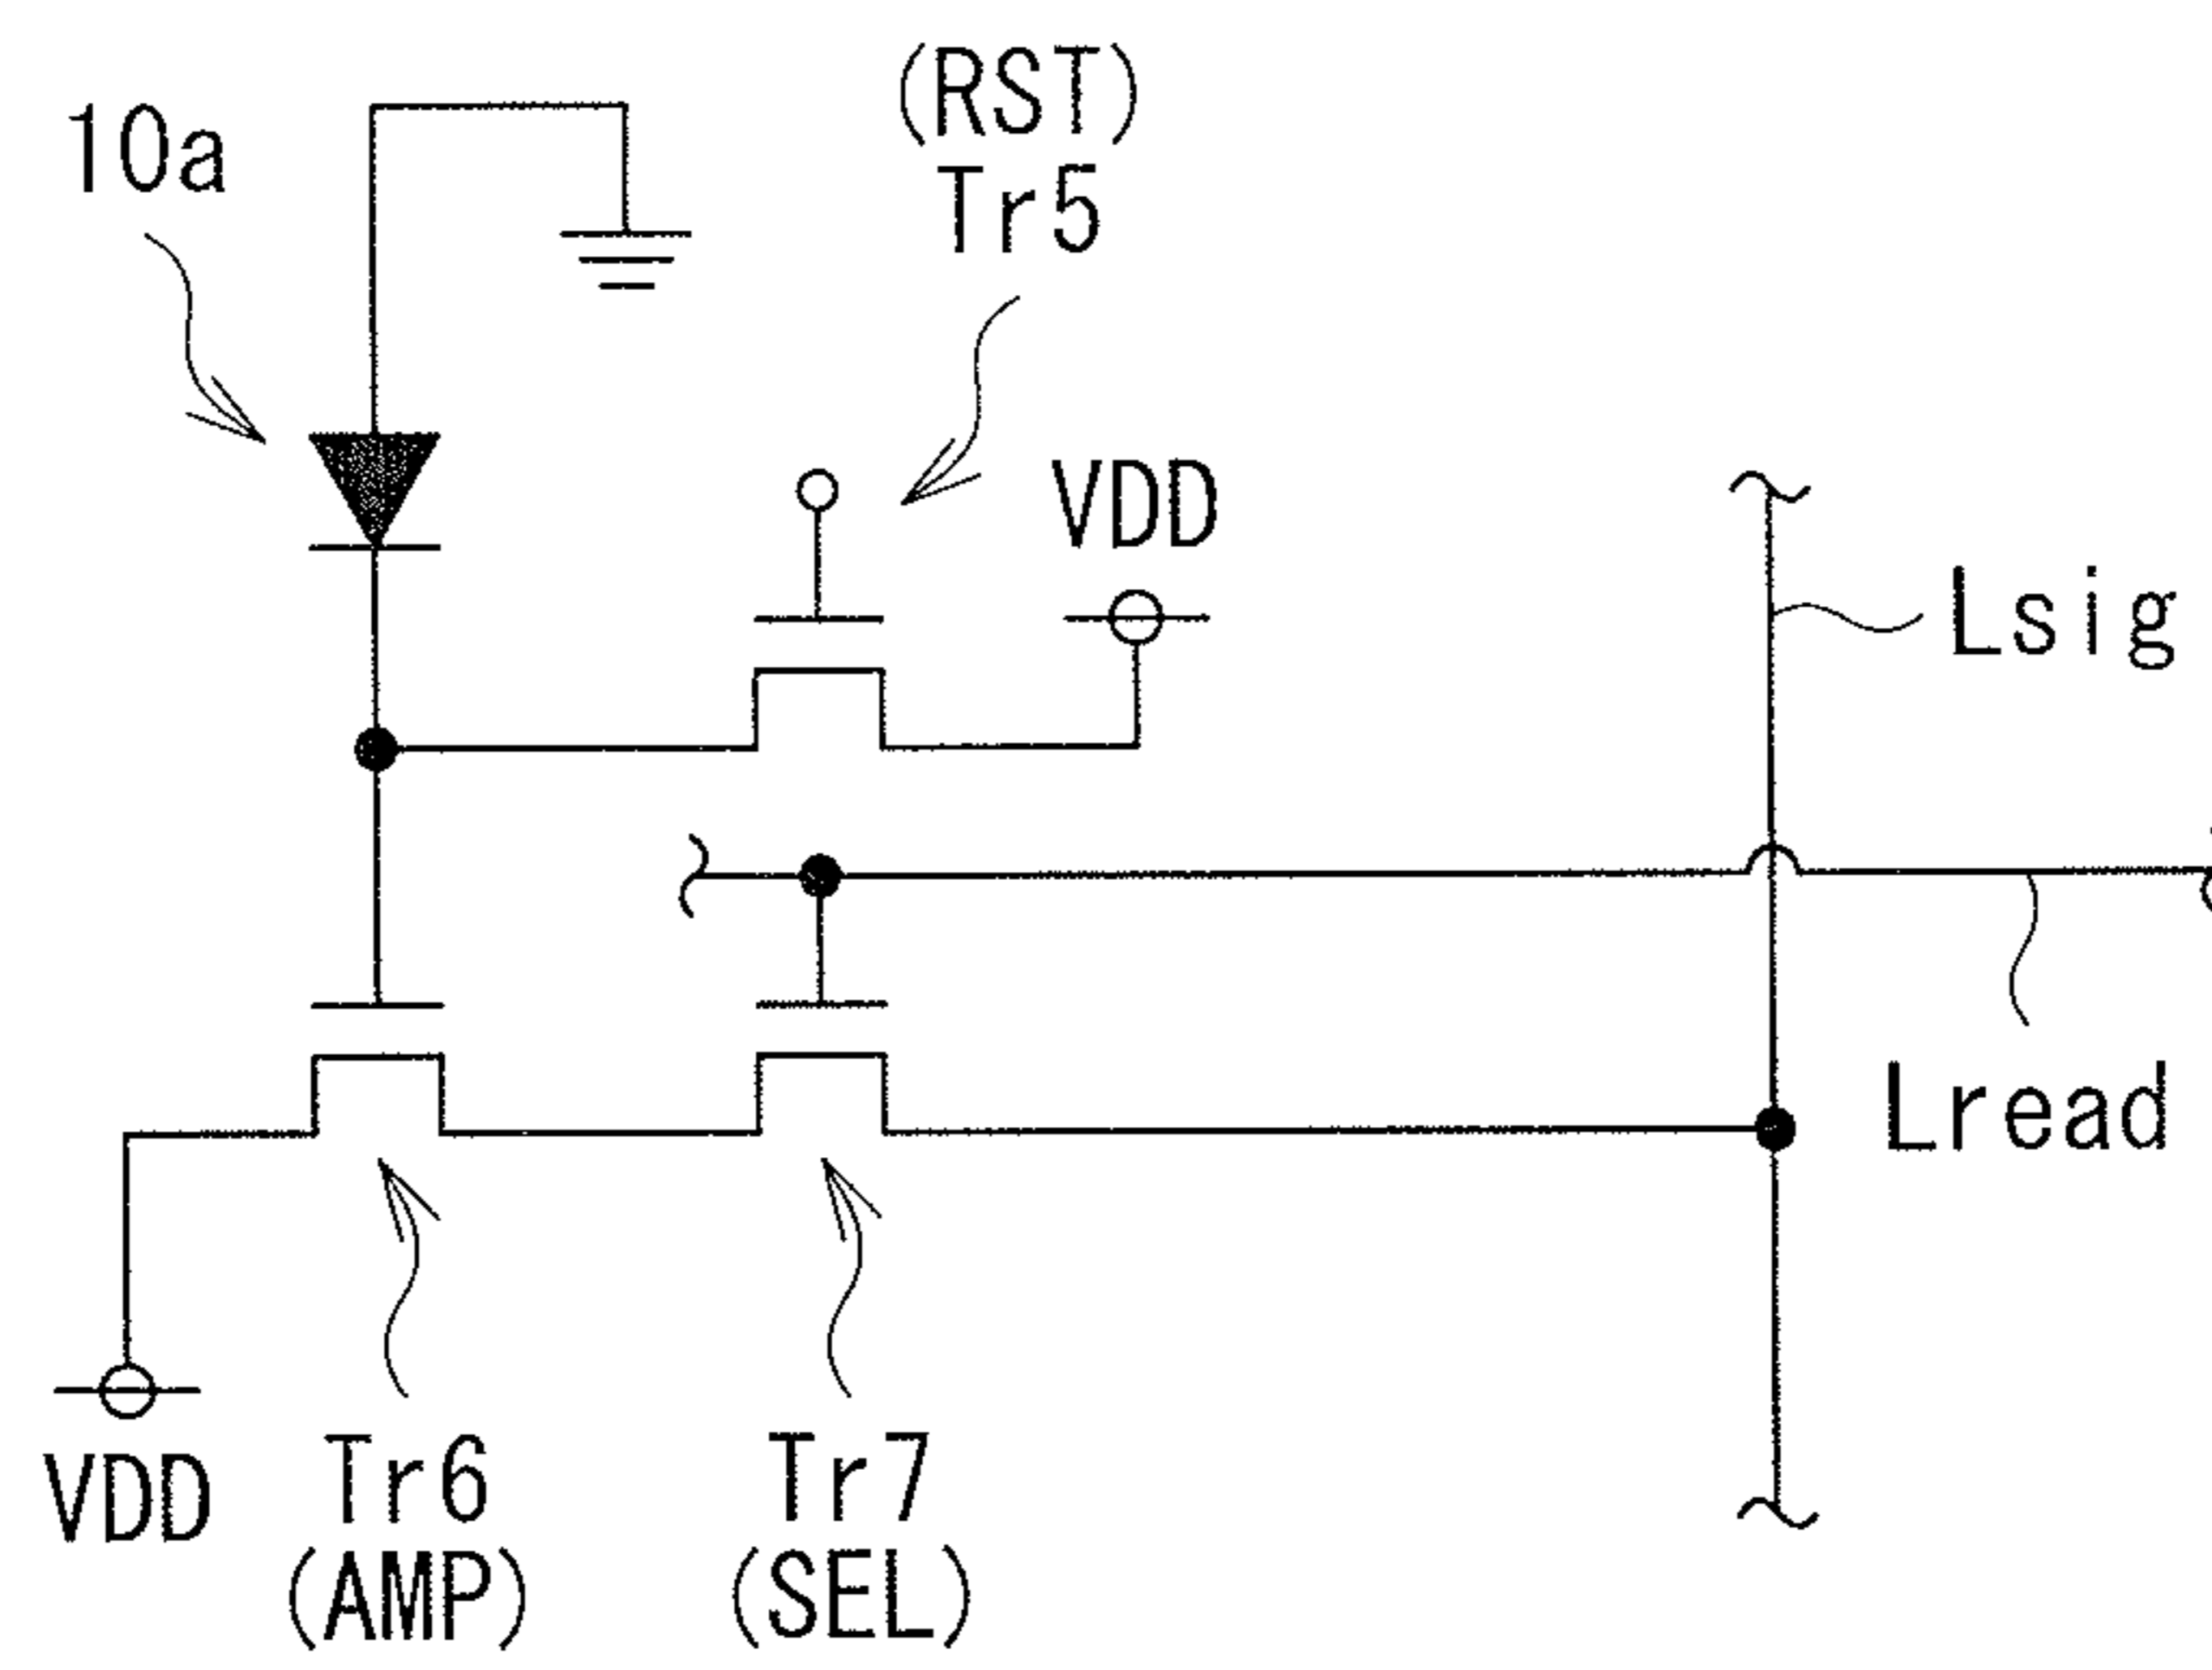 (RST)
10a
Tr5
VDD
Lsig
Lread
VDD
Tr6
(AMP)
Tr7
(SEL)